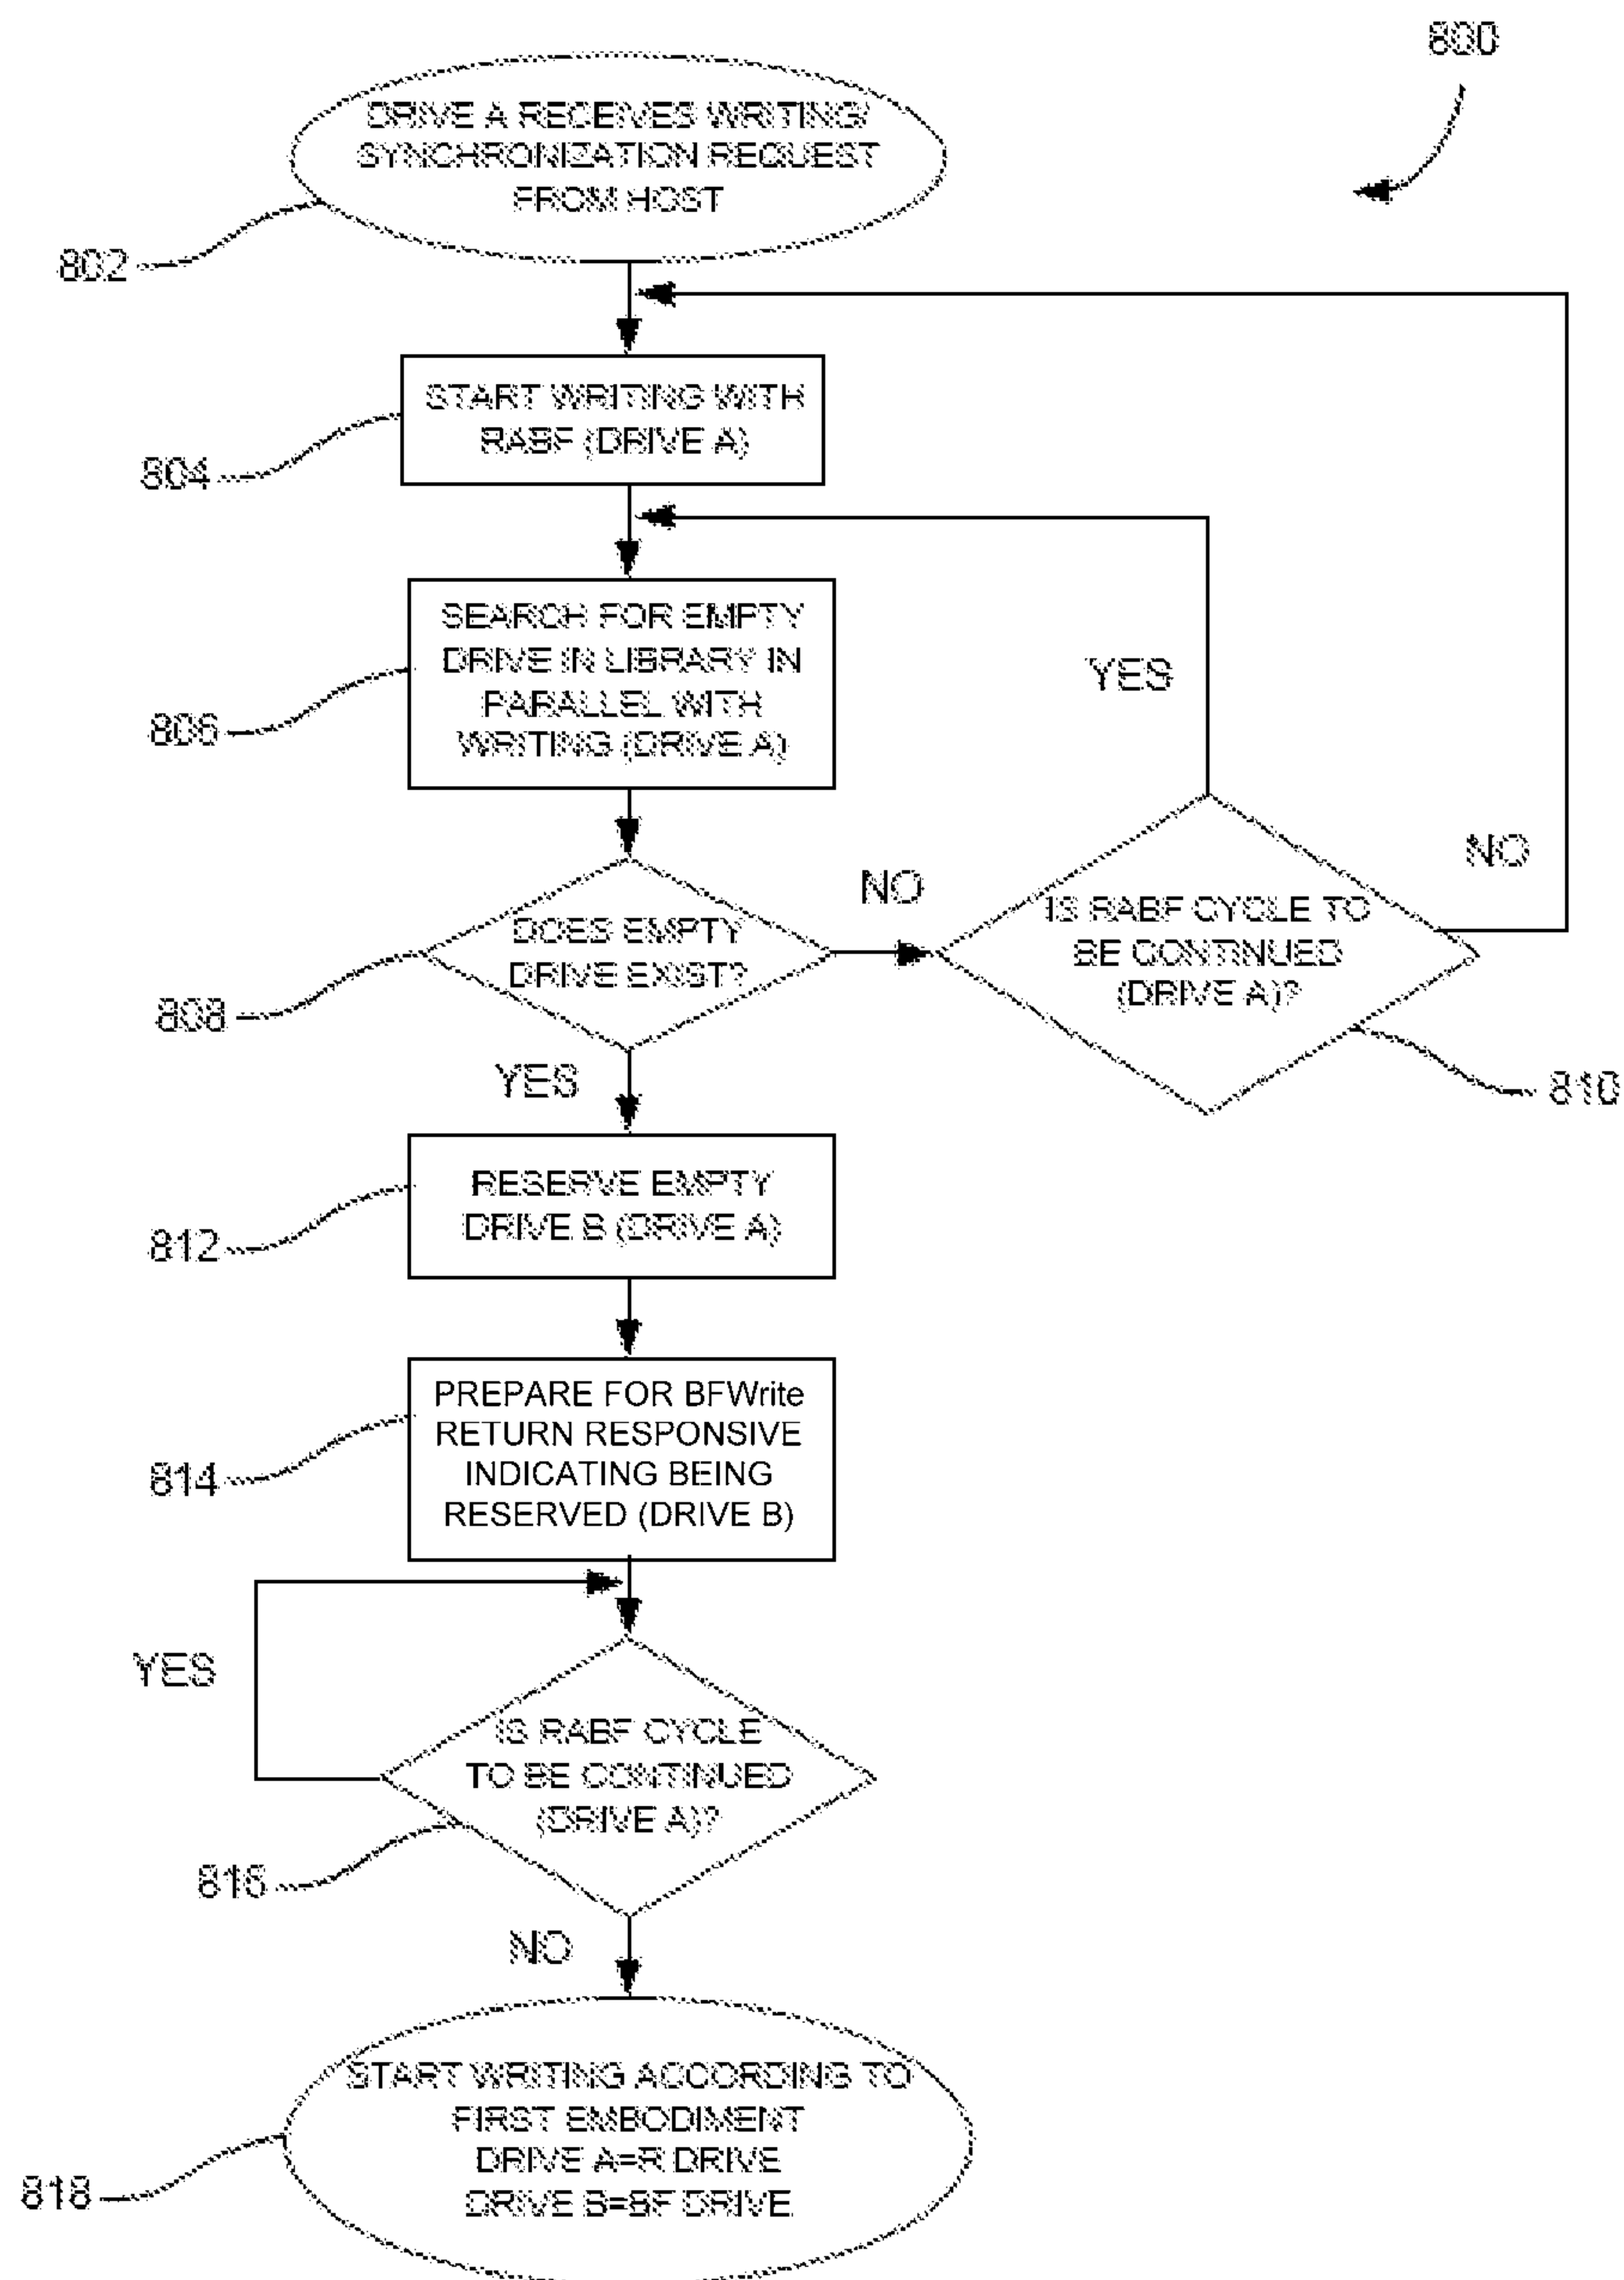 800
DRIVE A RECEIVES WRITING/
SYNCHRONIZATION REQUEST
FROM HOST
802
START WRITING WITH
RABF (DRIVE A)
804
SEARCH FOR EMPTY
DRIVE IN LIBRARY IN
PARALLEL WITH
WRITING (DRIVE A)
806
YES
NO
DOES EMPTY
DRIVE EXIST?
808
NO
IS RABF CYCLE TO
BE CONTINUED
(DRIVE A)?
810
YES
RESERVE EMPTY
DRIVE B (DRIVE A)
812
PREPARE FOR BFWrite
RETURN RESPONSIVE
INDICATING BEING
RESERVED (DRIVE B)
814
YES
IS RABF CYCLE
TO BE CONTINUED
(DRIVE A)?
816
NO
START WRITING ACCORDING TO
FIRST EMBODIMENT
DRIVE A=R DRIVE
DRIVE B=BF DRIVE
818